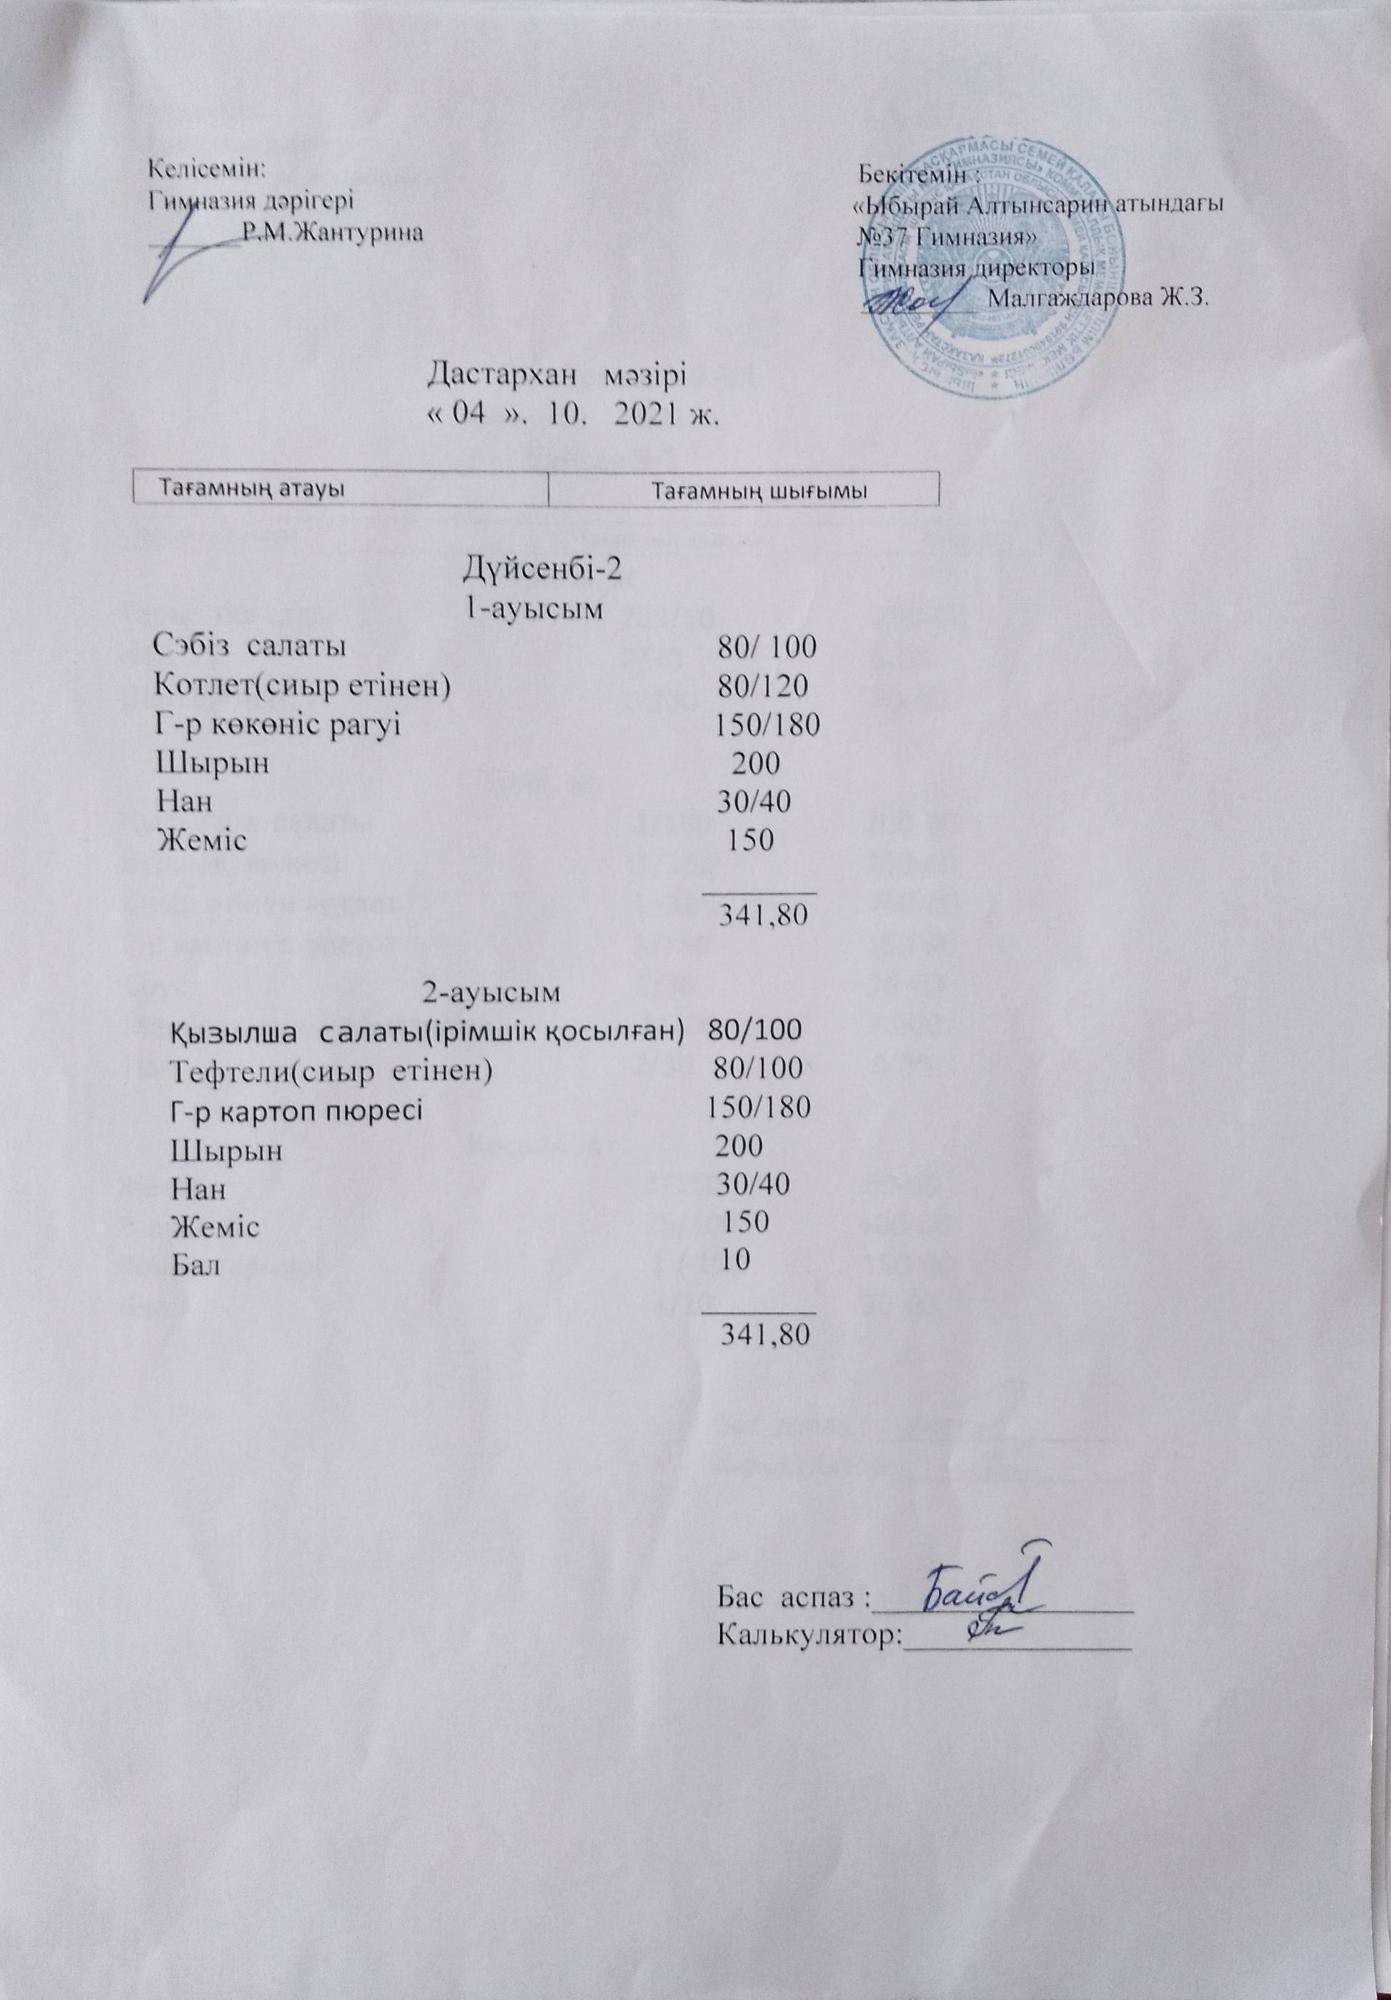 Келісемін:
Гимназия дәрігері
Р.М.Жантурина
Бекітемін :
«Ыбырай Алтынсарин атындағы
№37 Гимназия»
Гимназия директоры
Малгаждарова Ж.З.
Дастархан мәзірі
« 04 ». 10. 2021 ж.
Тағамның атауы Тағамның шығымы
Дүйсенбі-2
1-ауысым
Сәбіз салаты 80/ 100
Котлет(сиыр етінен) 80/120
Г-р көкөніс рагуі 150/180
Шырын 200
Нан 30/40
Жеміс 150
341,80
2-ауысым
Қызылша салаты(ірімшік қосылған) 80/100
Тефтели(сиыр етінен) 80/100
Г-р картоп пюресі 150/180
Шырын 200
Нан 30/40
Жеміс 150
Бал 10
341,80
Бас аспаз :
Калькулятор: